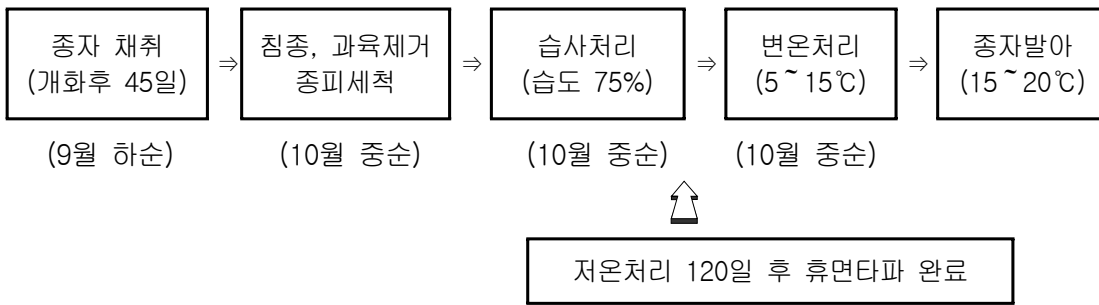 종자 채취
(개화후 45일)
⇒
침종, 과육제거
종피세척
⇒
습사처리
(습도 75%)
⇒
변온처리
(5~15℃)
⇒
종자발아
(15~20℃)
(9월 하순)
(10월 중순)
(10월 중순)
(10월 중순)
저온처리 120일 후 휴면타파 완료